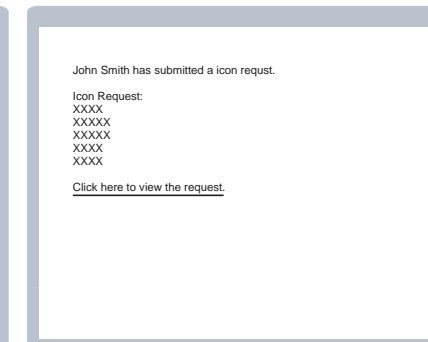 John Smith has submitted a icon requst.
Icon Request:
XXXX
XXXXX
XXXXX
XXXX
XXXX
Click here to view the request.